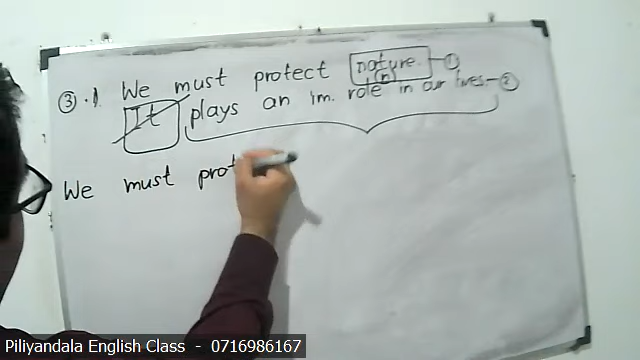 ③ . 1. We must protect nature. — ①
(n)
It plays an im. role in our lives. — ②
We must prot
Piliyandala English Class - 0716986167